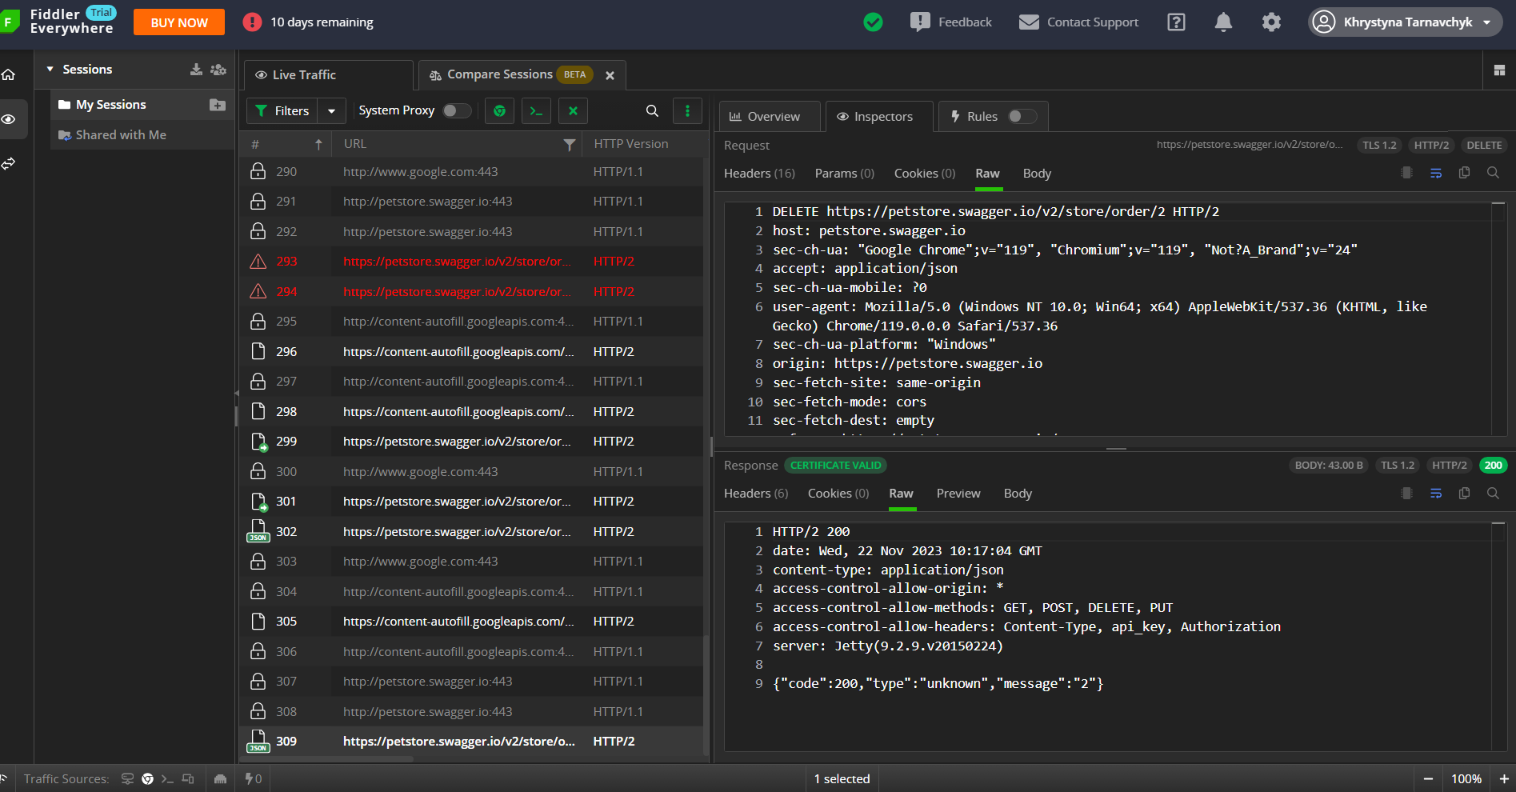 Fiddler Trial
Everywhere
BUY NOW
10 days remaining
Feedback
Contact Support
Khrystyna Tarnavchyk
Sessions
My Sessions
Shared with Me
Live Traffic
Compare Sessions BETA
Filters
System Proxy
# URL HTTP Version
290 http://www.google.com:443 HTTP/1.1
291 http://petstore.swagger.io:443 HTTP/1.1
292 http://petstore.swagger.io:443 HTTP/1.1
293 https://petstore.swagger.io/v2/store/or... HTTP/2
294 https://petstore.swagger.io/v2/store/or... HTTP/2
295 http://content-autofill.googleapis.com:4... HTTP/1.1
296 https://content-autofill.googleapis.com/... HTTP/2
297 http://content-autofill.googleapis.com:4... HTTP/1.1
298 https://content-autofill.googleapis.com/... HTTP/2
299 https://petstore.swagger.io/v2/store/or... HTTP/2
300 http://www.google.com:443 HTTP/1.1
301 https://petstore.swagger.io/v2/store/or... HTTP/2
JSON 302 https://petstore.swagger.io/v2/store/or... HTTP/2
303 http://www.google.com:443 HTTP/1.1
304 http://content-autofill.googleapis.com:4... HTTP/1.1
305 https://content-autofill.googleapis.com/... HTTP/2
306 http://content-autofill.googleapis.com:4... HTTP/1.1
307 http://petstore.swagger.io:443 HTTP/1.1
308 http://petstore.swagger.io:443 HTTP/1.1
JSON 309 https://petstore.swagger.io/v2/store/o... HTTP/2
Overview
Inspectors
Rules
Request https://petstore.swagger.io/v2/store/o... TLS 1.2 HTTP/2 DELETE
Headers (16) Params (0) Cookies (0) Raw Body
1 DELETE https://petstore.swagger.io/v2/store/order/2 HTTP/2
2 host: petstore.swagger.io
3 sec-ch-ua: "Google Chrome";v="119", "Chromium";v="119", "Not?A_Brand";v="24"
4 accept: application/json
5 sec-ch-ua-mobile: ?0
6 user-agent: Mozilla/5.0 (Windows NT 10.0; Win64; x64) AppleWebKit/537.36 (KHTML, like
Gecko) Chrome/119.0.0.0 Safari/537.36
7 sec-ch-ua-platform: "Windows"
8 origin: https://petstore.swagger.io
9 sec-fetch-site: same-origin
10 sec-fetch-mode: cors
11 sec-fetch-dest: empty
Response CERTIFICATE VALID BODY: 43.00 B TLS 1.2 HTTP/2 200
Headers (6) Cookies (0) Raw Preview Body
1 HTTP/2 200
2 date: Wed, 22 Nov 2023 10:17:04 GMT
3 content-type: application/json
4 access-control-allow-origin: *
5 access-control-allow-methods: GET, POST, DELETE, PUT
6 access-control-allow-headers: Content-Type, api_key, Authorization
7 server: Jetty(9.2.9.v20150224)
8
9 {"code":200,"type":"unknown","message":"2"}
Traffic Sources:
0
1 selected
− 100% +